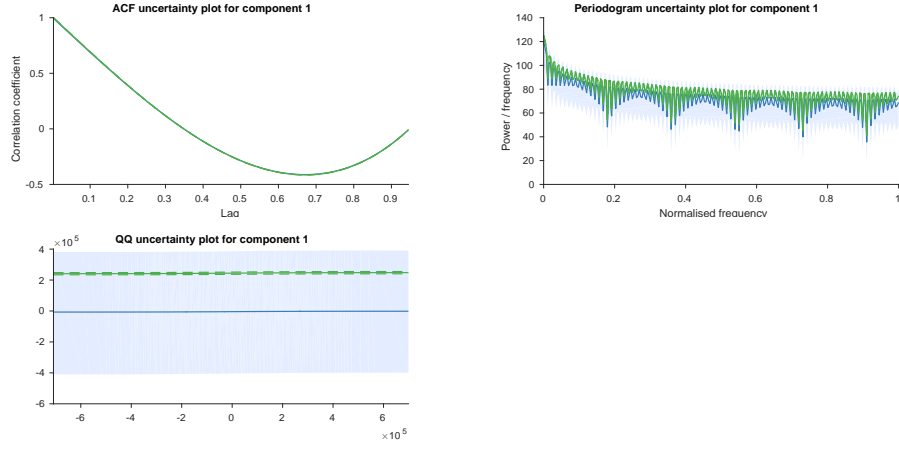 ACF uncertainty plot for component 1
1
0.5
0
-0.5
Correlation coefficient
0.1 0.2 0.3 0.4 0.5 0.6 0.7 0.8 0.9
Lag
Periodogram uncertainty plot for component 1
140
120
100
80
60
40
20
0
Power / frequency
0 0.2 0.4 0.6 0.8 1
Normalised frequency
QQ uncertainty plot for component 1
×10 5
4
2
0
-2
-4
-6
-6 -4 -2 0 2 4 6
×10 5